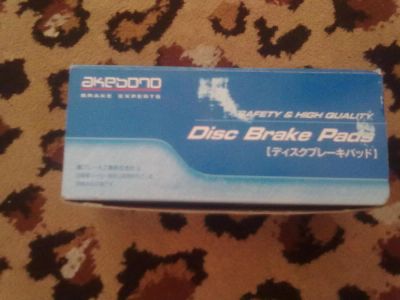 akebono
BRAKE EXPERTS
SAFETY & HIGH QUALITY
Disc Brake Pads
【ディスクブレーキパッド】